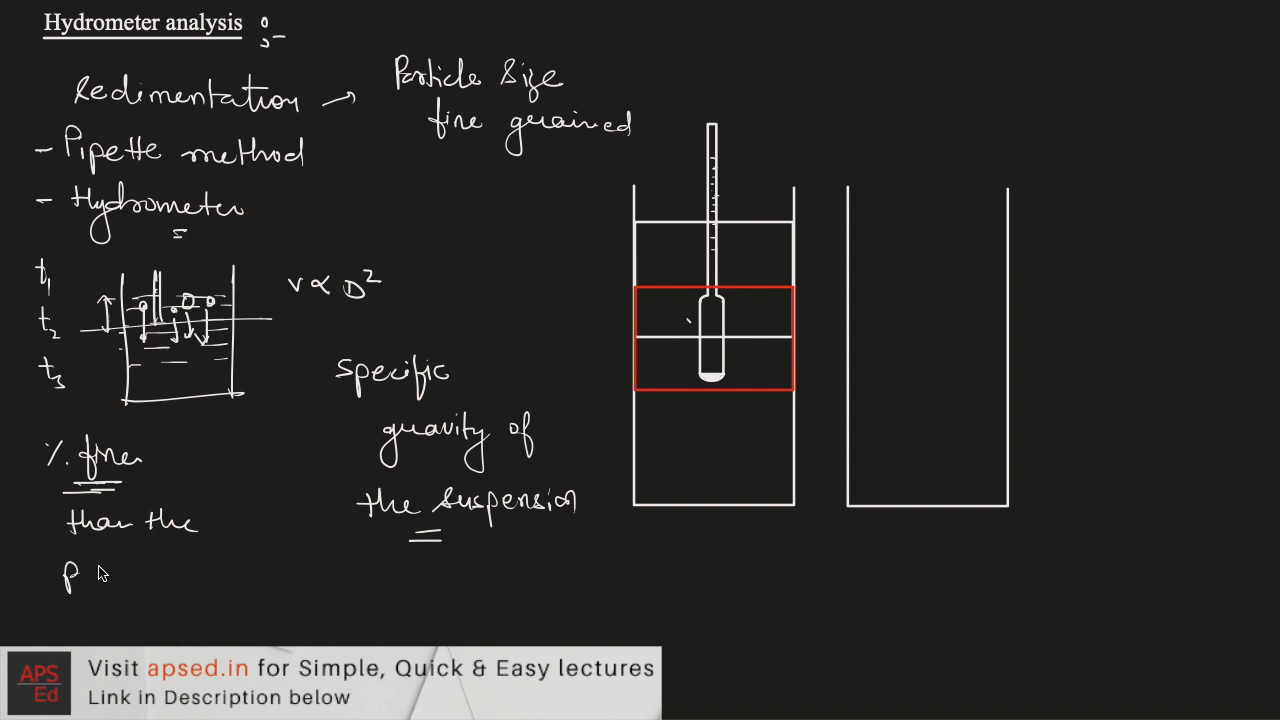 Hydrometer analysis :-
Sedimentation → Particle Size
fine grained
- Pipette method
- Hydrometer
t1
t2
t3
v ∝ D²
specific
gravity of
the suspension
% finer
than the
P
APS
Ed
Visit apsed.in for Simple, Quick & Easy lectures
Link in Description below